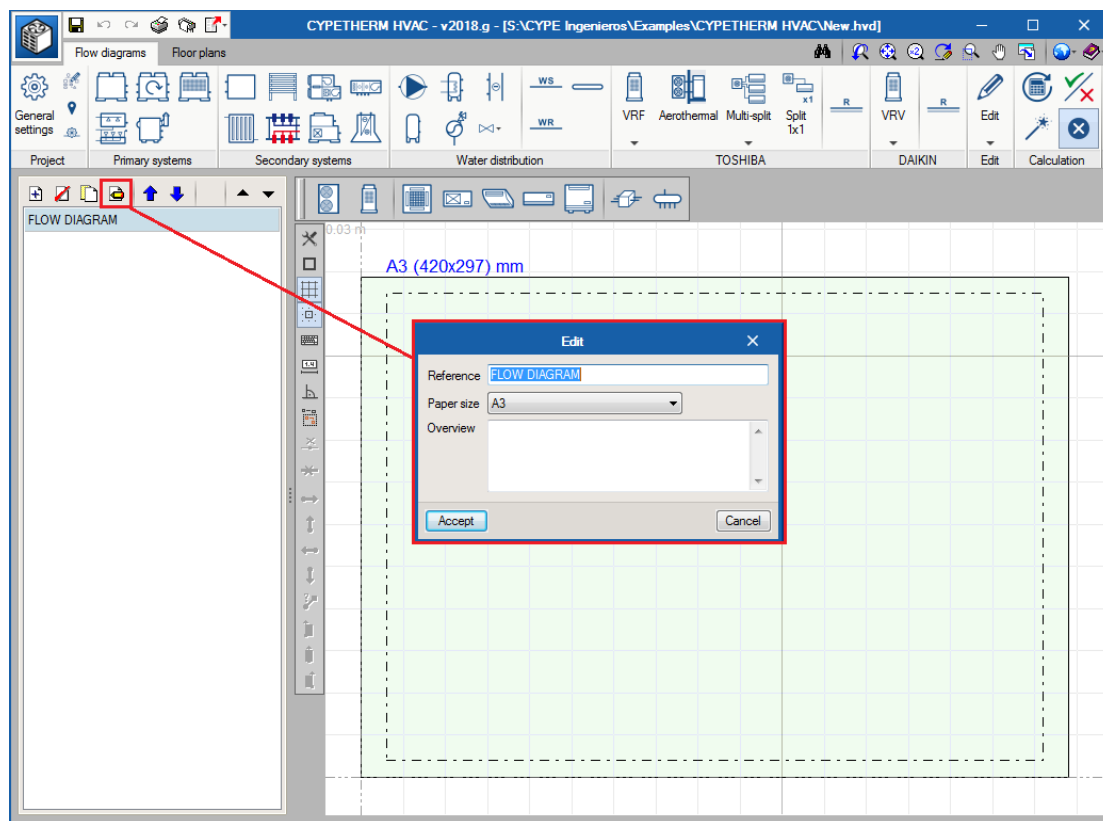 CYPETHERM HVAC - v2018.g - [S:\CYPE Ingenieros\Examples\CYPETHERM HVAC\New.hvd]
Flow diagrams Floor plans
WS
WR
x1
R
R
General settings
VRF Aerothermal Multi-split Split 1x1
VRV
Edit
Project Primary systems Secondary systems Water distribution TOSHIBA DAIKIN Edit Calculation
FLOW DIAGRAM
0.03 m
A3 (420x297) mm
Edit
Reference FLOW DIAGRAM
Paper size A3
Overview
Accept Cancel